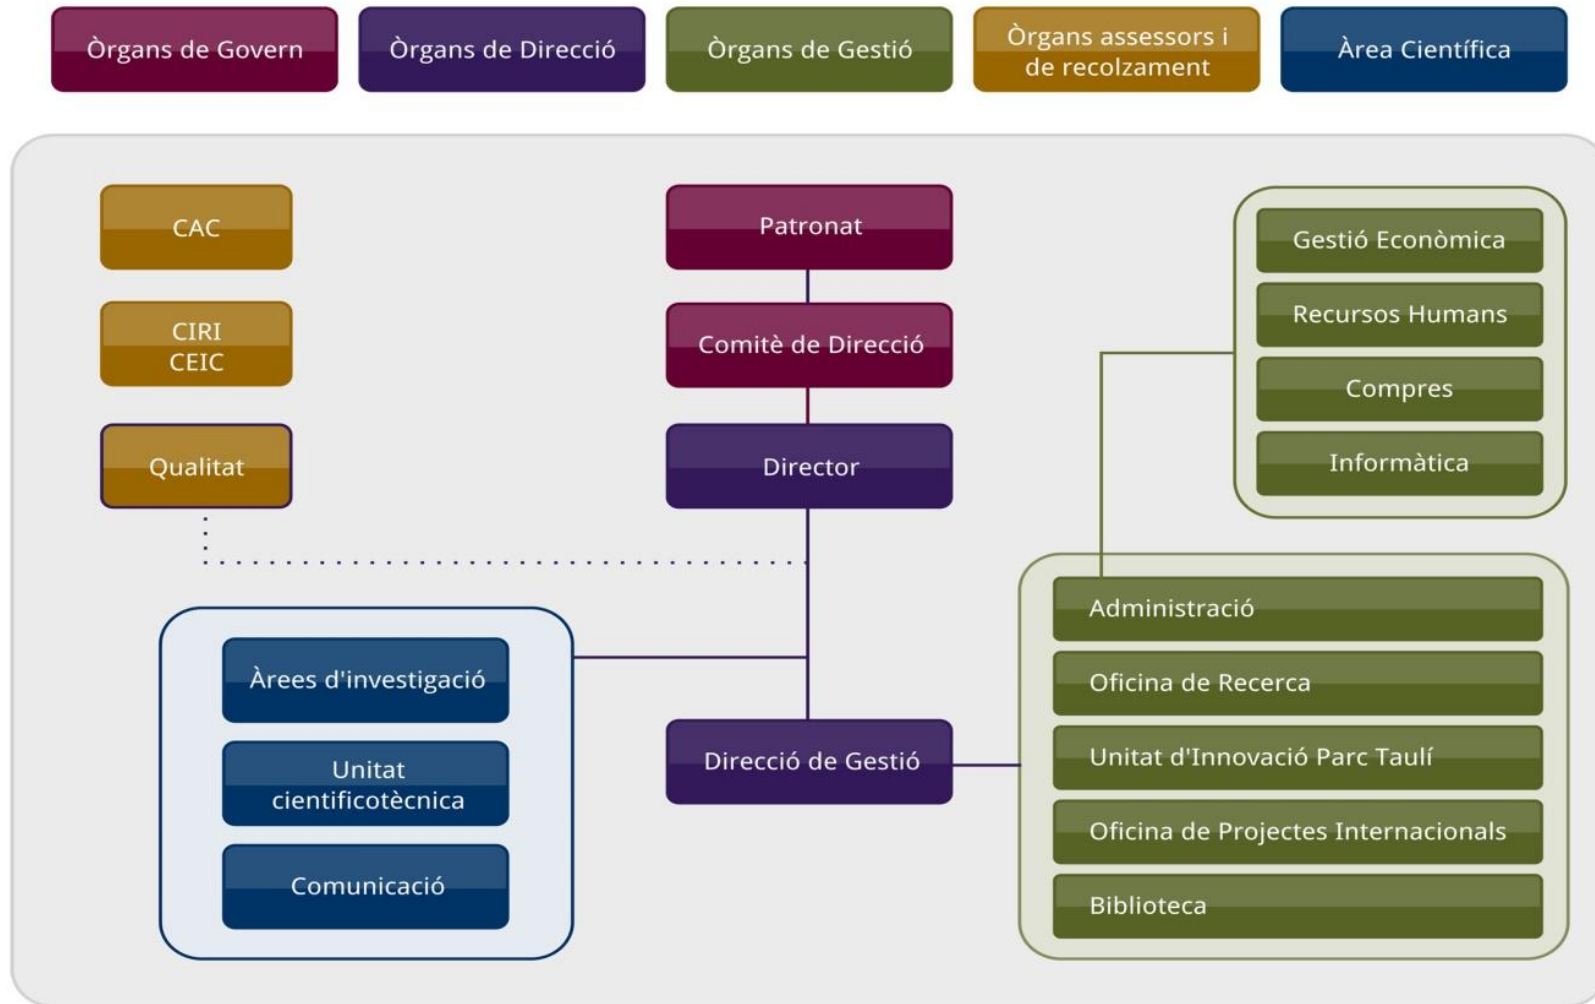 Òrgans de Govern
Òrgans de Direcció
Òrgans de Gestió
Òrgans assessors i
de recolzament
Àrea Científica
CAC
CIRI
CEIC
Qualitat
Patronat
Comitè de Direcció
Director
Gestió Econòmica
Recursos Humans
Compres
Informàtica
Àrees d'investigació
Unitat
cientificotècnica
Comunicació
Direcció de Gestió
Administració
Oficina de Recerca
Unitat d'Innovació Parc Taulí
Oficina de Projectes Internacionals
Biblioteca